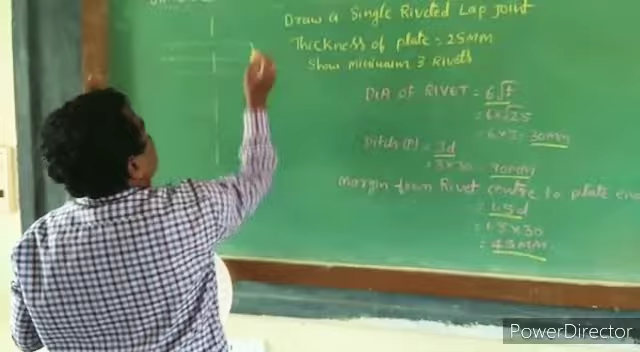 Draw a Single Riveted Lap Joint
Thickness of plate = 25MM
Show minimum 3 Rivets
DIA OF RIVET = 6√t
= 6×√25
= 6×5 = 30MM
Pitch (P) = 3d
= 3×30 = 90MM
Margin from Rivet centre to plate en
= 1.5d
= 1.5×30
= 45MM
PowerDirector